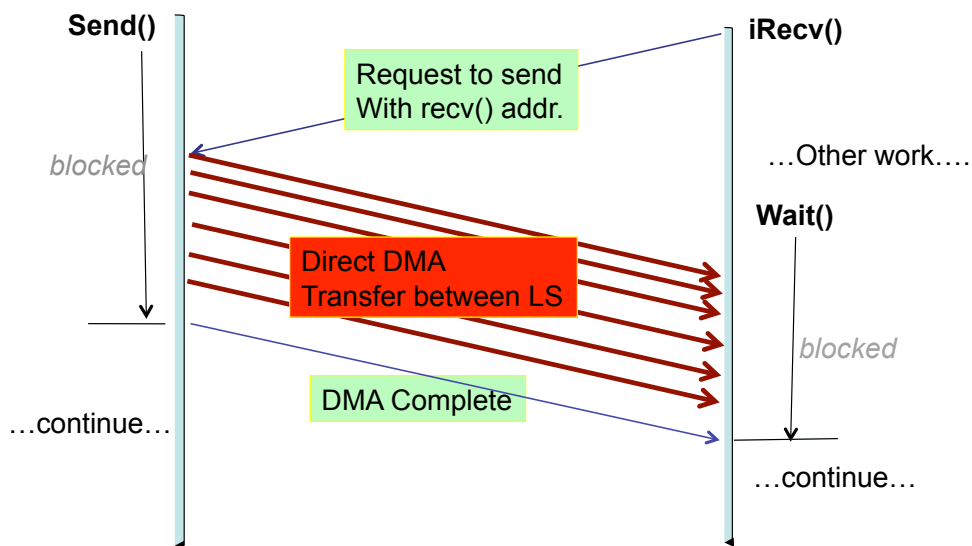 Send()
iRecv()
Request to send
With recv() addr.
blocked
…Other work….
Wait()
Direct DMA
Transfer between LS
blocked
DMA Complete
…continue…
…continue…